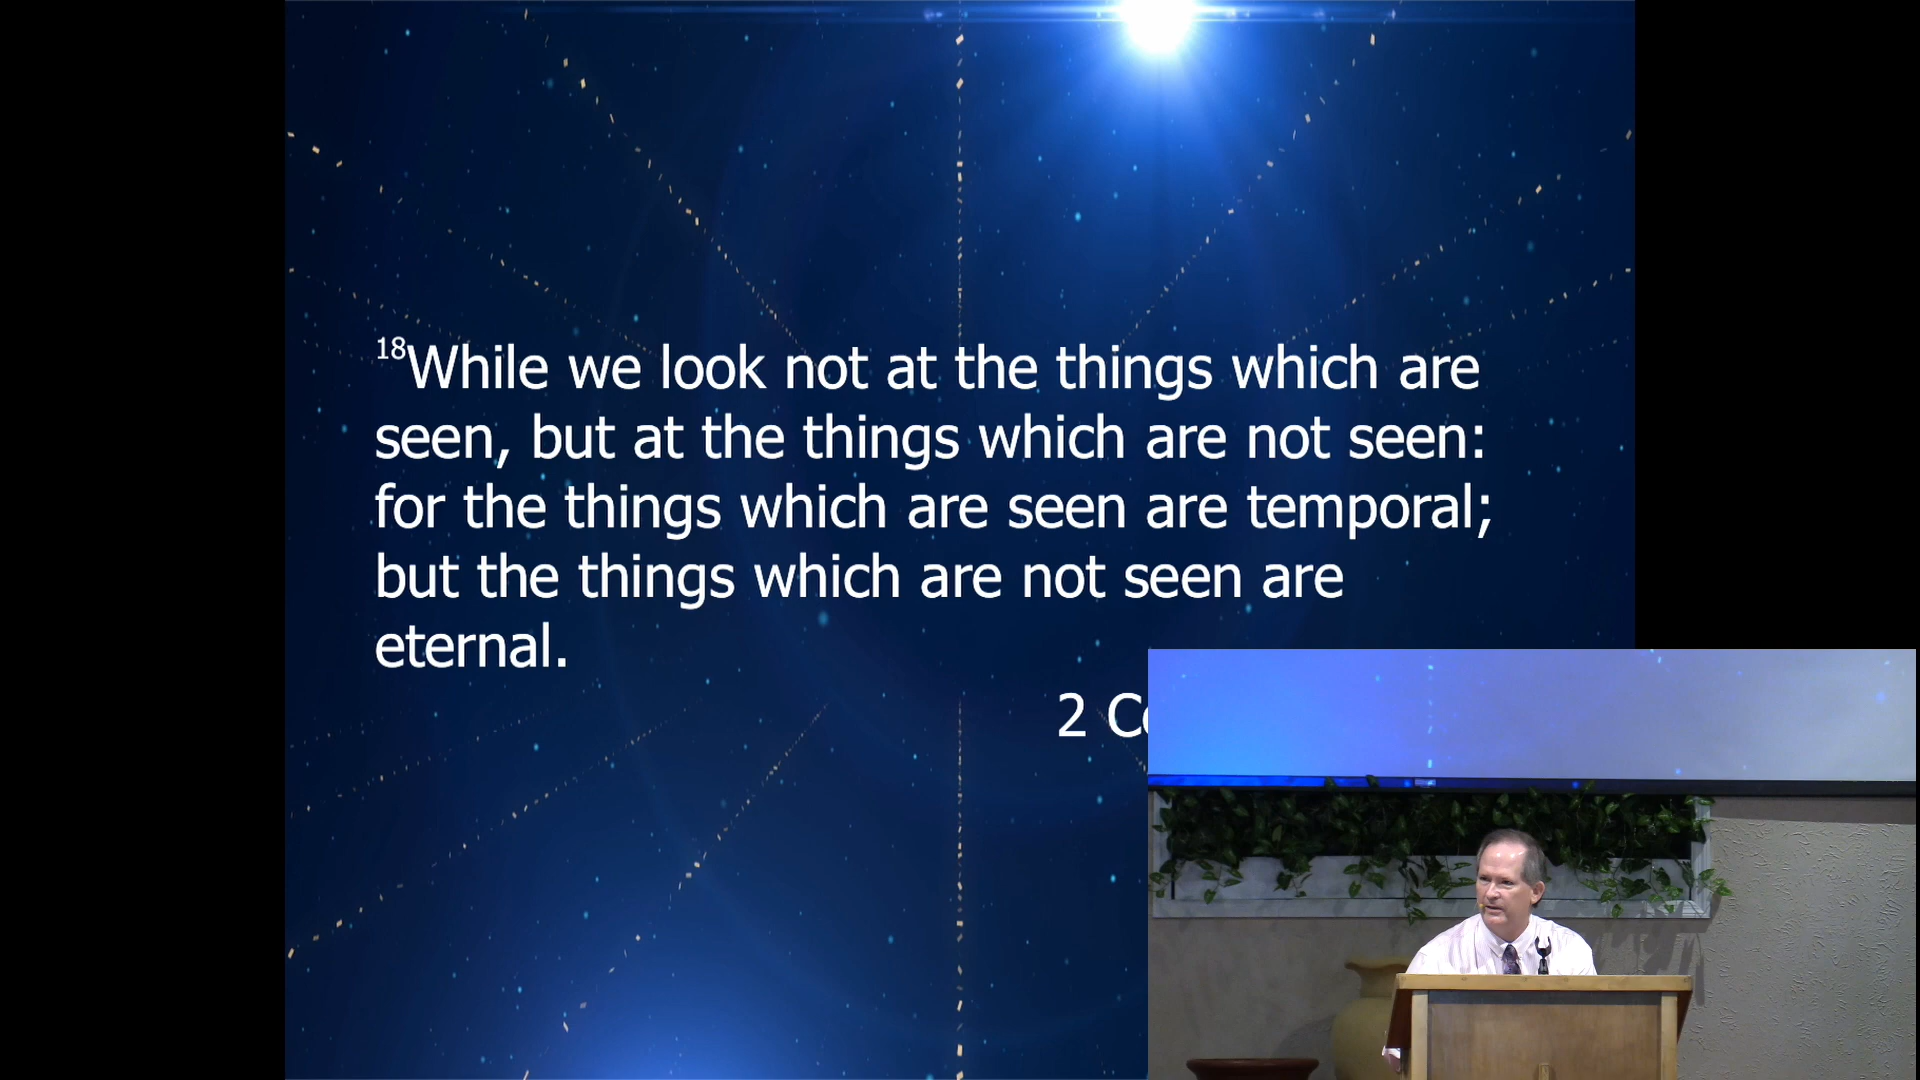 18While we look not at the things which are
seen, but at the things which are not seen:
for the things which are seen are temporal;
but the things which are not seen are
eternal.
2